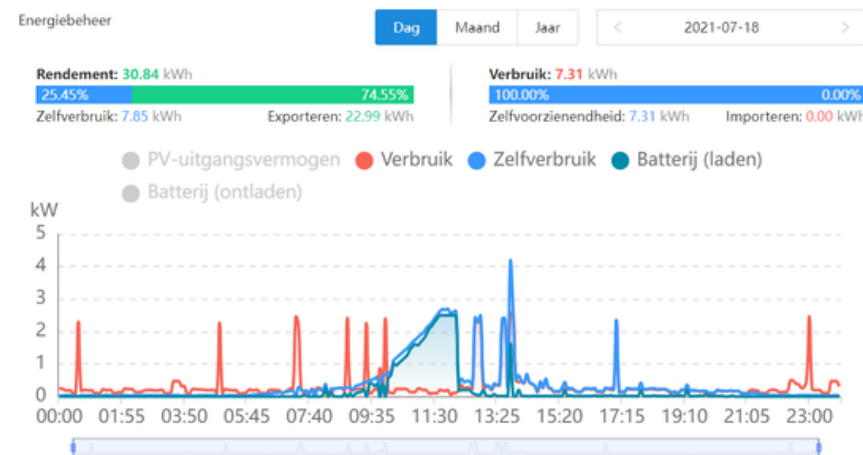 Energiebeheer
Dag Maand Jaar < 2021-07-18 >
Rendement: 30.84 kWh
25.45% 74.55%
Zelfverbruik: 7.85 kWh Exporteren: 22.99 kWh
Verbruik: 7.31 kWh
100.00% 0.00%
Zelfvoorzienendheid: 7.31 kWh Importeren: 0.00 kWh
PV-uitgangsvermogen Verbruik Zelfverbruik Batterij (laden)
Batterij (ontladen)
kW
5
4
3
2
1
0
00:00 01:55 03:50 05:45 07:40 09:35 11:30 13:25 15:20 17:15 19:10 21:05 23:00